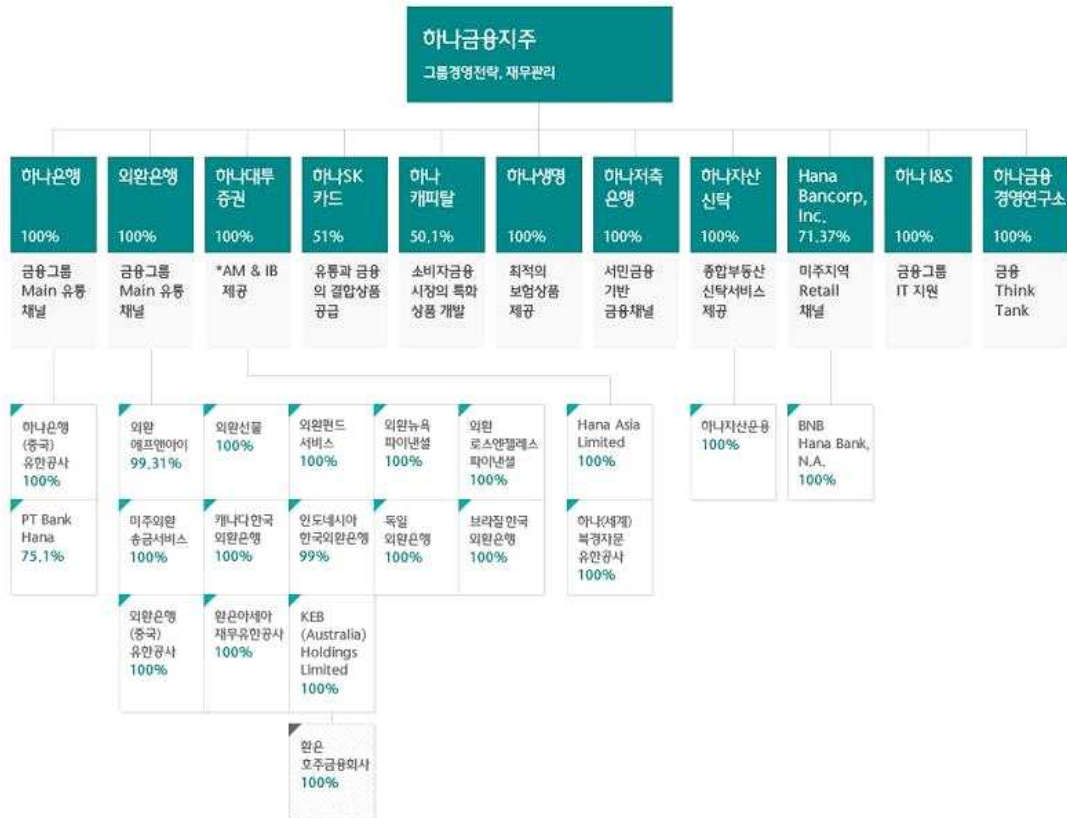 하나금융지주
그룹경영전략, 재무관리
하나은행
100%
금융그룹
Main 유통
채널
외환은행
100%
금융그룹
Main 유통
채널
하나대투
증권
100%
*AM & IB
제공
하나SK
카드
51%
유통과 금융
의 결합상품
공급
하나
캐피탈
50.1%
소비자금융
시장의 특화
상품 개발
하나생명
100%
최적의
보험상품
제공
하나저축
은행
100%
서민금융
기반
금융채널
하나자산
신탁
100%
종합부동산
신탁서비스
제공
Hana
Bancorp,
Inc.
71.37%
미주지역
Retail
채널
하나 I&S
100%
금융그룹
IT 지원
하나금융
경영연구소
100%
금융
Think
Tank
하나은행
(중국)
유한공사
100%
외환
에프앤아이
99.31%
외환선물
100%
외환펀드
서비스
100%
외환뉴욕
파이낸셜
100%
외환
로스엔젤레스
파이낸셜
100%
Hana Asia
Limited
100%
하나자산운용
100%
BNB
Hana Bank,
N.A.
100%
PT Bank
Hana
75.1%
미주외환
송금서비스
100%
캐나다한국
외환은행
100%
인도네시아
한국외환은행
99%
독일
외환은행
100%
브라질한국
외환은행
100%
하나(세계)
북경자문
유한공사
100%
외환은행
(중국)
유한공사
100%
환은아세아
재무유한공사
100%
KEB
(Australia)
Holdings
Limited
100%
환은
호주금융회사
100%